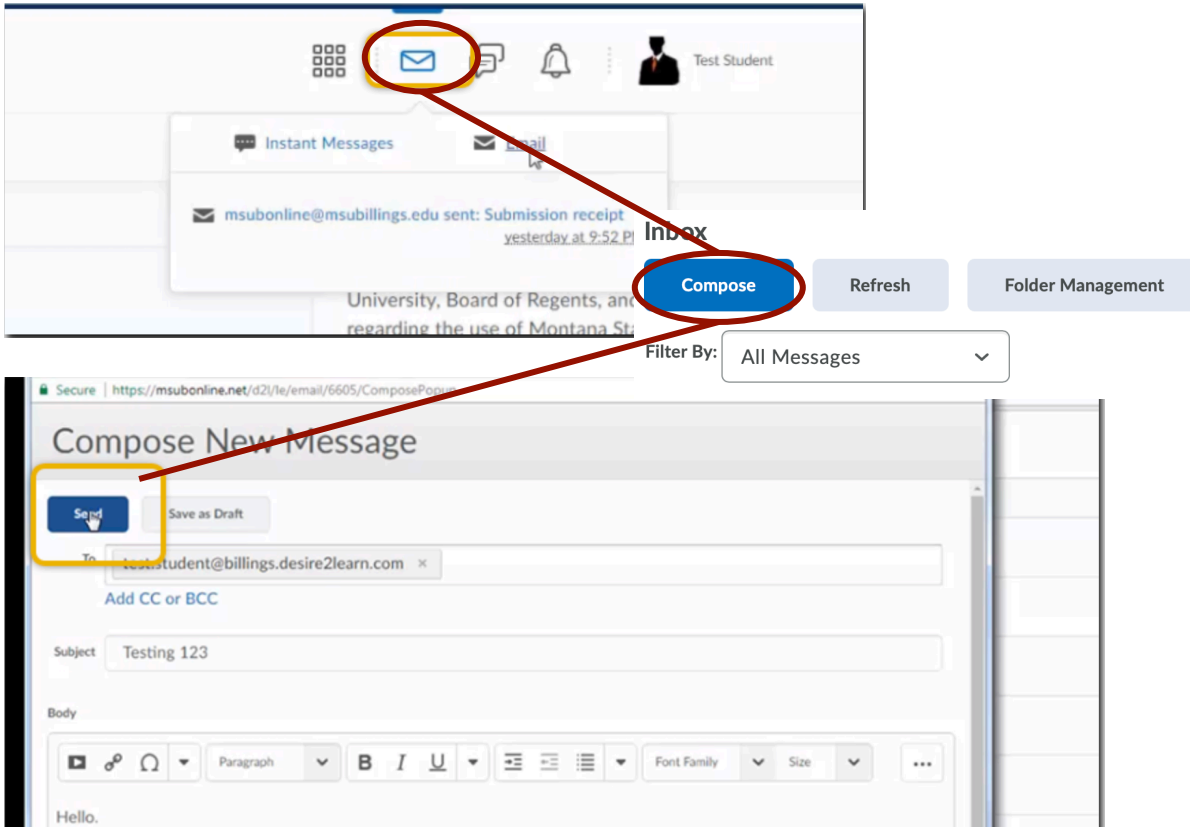 Test Student
Instant Messages
Email
msubonline@msubillings.edu sent: Submission receipt
yesterday at 9:52 P
University, Board of Regents, and
regarding the use of Montana Sta
Inbox
Compose Refresh Folder Management
Filter By: All Messages
Secure | https://msubonline.net/d2l/le/email/6605/ComposePopup
Compose New Message
Send Save as Draft
To test.student@billings.desire2learn.com ×
Add CC or BCC
Subject Testing 123
Body
Paragraph B I U Font Family Size ...
Hello.